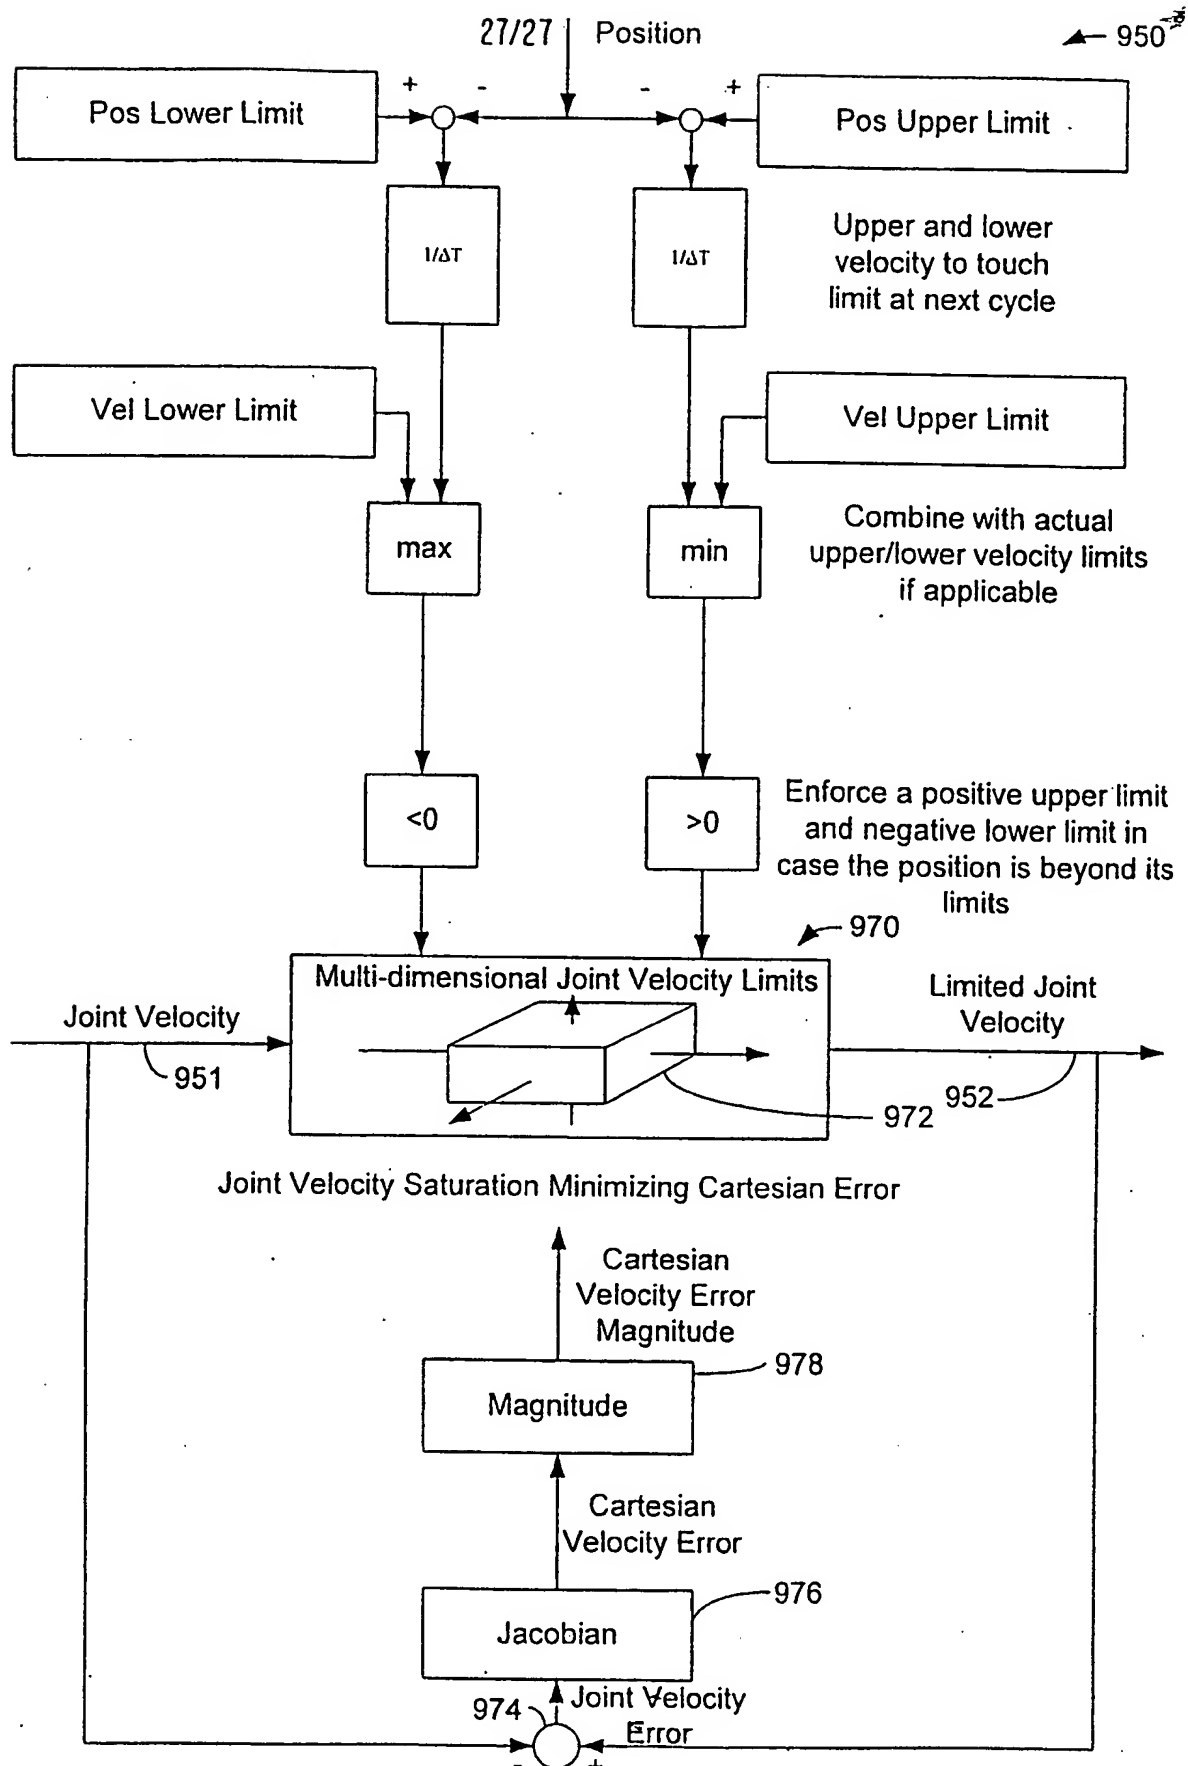 27/27 Position
950
+ - - +
Pos Lower Limit
Pos Upper Limit
1/ΔT
1/ΔT
Upper and lower
velocity to touch
limit at next cycle
Vel Lower Limit
Vel Upper Limit
max
min
Combine with actual
upper/lower velocity limits
if applicable
<0
>0
Enforce a positive upper limit
and negative lower limit in
case the position is beyond its
limits
970
Multi-dimensional Joint Velocity Limits
Joint Velocity
Limited Joint
Velocity
951
952
972
Joint Velocity Saturation Minimizing Cartesian Error
Cartesian
Velocity Error
Magnitude
978
Magnitude
Cartesian
Velocity Error
976
Jacobian
974
Joint Velocity
Error
- +